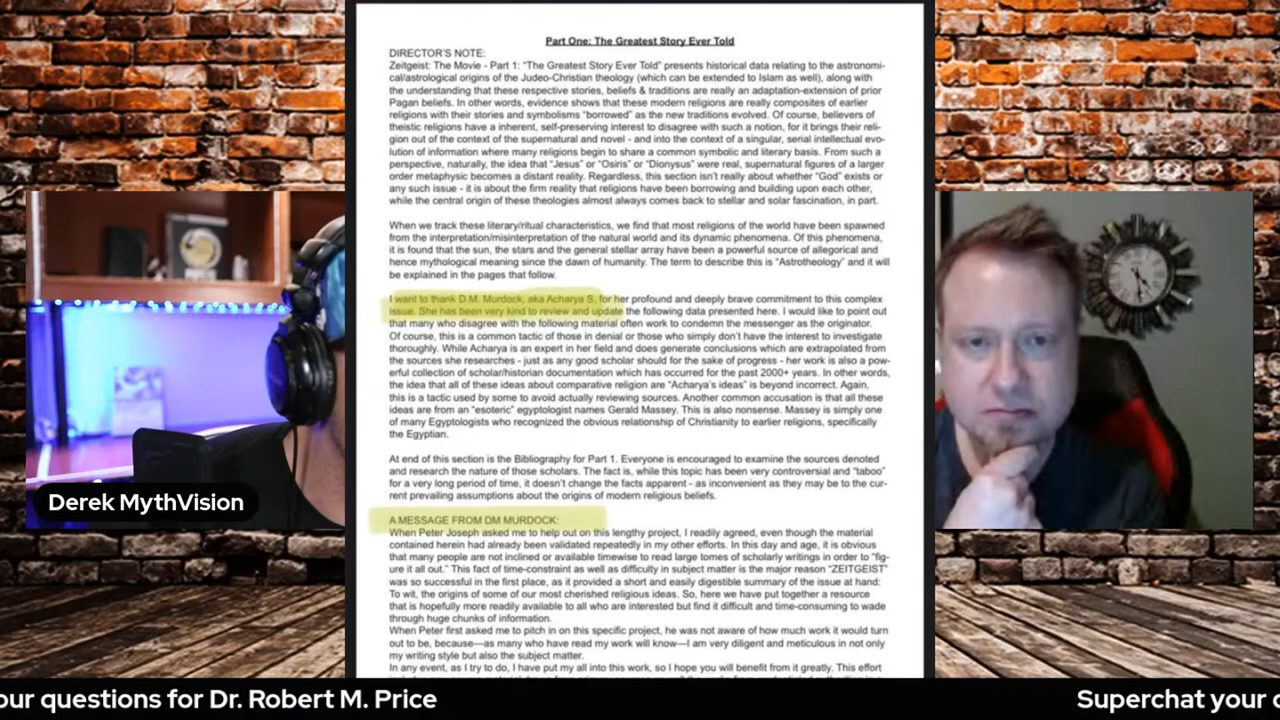 Part One: The Greatest Story Ever Told
DIRECTOR'S NOTE:
Zeitgeist: The Movie - Part 1: "The Greatest Story Ever Told" presents historical data relating to the astronomi-
cal/astrological origins of the Judeo-Christian theology (which can be extended to Islam as well), along with
the understanding that these respective stories, beliefs & traditions are really an adaptation-extension of prior
Pagan beliefs. In other words, evidence shows that these modern religions are really composites of earlier
religions with their stories and symbolisms "borrowed" as the new traditions evolved. Of course, believers of
theistic religions have a inherent, self-preserving interest to disagree with such a notion, for it brings their reli-
gion out of the context of the supernatural and novel - and into the context of a singular, serial intellectual evo-
lution of information where many religions begin to share a common symbolic and literary basis. From such a
perspective, naturally, the idea that "Jesus" or "Osiris" or "Dionysus" were real, supernatural figures of a larger
order metaphysic becomes a distant reality. Regardless, this section isn't really about whether "God" exists or
any such issue - it is about the firm reality that religions have been borrowing and building upon each other,
while the central origin of these theologies almost always comes back to stellar and solar fascination, in part.
When we track these literary/ritual characteristics, we find that most religions of the world have been spawned
from the interpretation/misinterpretation of the natural world and its dynamic phenomena. Of this phenomena,
it is found that the sun, the stars and the general stellar array have been a powerful source of allegorical and
hence mythological meaning since the dawn of humanity. The term to describe this is "Astrotheology" and it will
be explained in the pages that follow.
I want to thank D.M. Murdock, aka Acharya S, for her profound and deeply brave commitment to this complex
issue. She has been very kind to review and update the following data presented here. I would like to point out
that many who disagree with the following material often work to condemn the messenger as the originator.
Of course, this is a common tactic of those in denial or those who simply don't have the interest to investigate
thoroughly. While Acharya is an expert in her field and does generate conclusions which are extrapolated from
the sources she researches - just as any good scholar should for the sake of progress - her work is also a pow-
erful collection of scholar/historian documentation which has occurred for the past 2000+ years. In other words,
the idea that all of these ideas about comparative religion are "Acharya's ideas" is beyond incorrect. Again,
this is a tactic used by some to avoid actually reviewing sources. Another common accusation is that all these
ideas are from an "esoteric" egyptologist names Gerald Massey. This is also nonsense. Massey is simply one
of many Egyptologists who recognized the obvious relationship of Christianity to earlier religions, specifically
the Egyptian.
At end of this section is the Bibliography for Part 1. Everyone is encouraged to examine the sources denoted
and research the nature of those scholars. The fact is, while this topic has been very controversial and "taboo"
for a very long period of time, it doesn't change the facts apparent - as inconvenient as they may be to the cur-
rent prevailing assumptions about the origins of modern religious beliefs.
A MESSAGE FROM DM MURDOCK:
When Peter Joseph asked me to help out on this lengthy project, I readily agreed, even though the material
contained herein had already been validated repeatedly in my other efforts. In this day and age, it is obvious
that many people are not inclined or available timewise to read large tomes of scholarly writings in order to "fig-
ure it all out." This fact of time-constraint as well as difficulty in subject matter is the major reason "ZEITGEIST"
was so successful in the first place, as it provided a short and easily digestible summary of the issue at hand:
To wit, the origins of some of our most cherished religious ideas. So, here we have put together a resource
that is hopefully more readily available to all who are interested but find it difficult and time-consuming to wade
through huge chunks of information.
When Peter first asked me to pitch in on this specific project, he was not aware of how much work it would turn
out to be, because—as many who have read my work will know—I am very diligent and meticulous in not only
my writing style but also the subject matter.
In any event, as I try to do, I have put my all into this work, so I hope you will benefit from it greatly. This effort
Derek MythVision
our questions for Dr. Robert M. Price
Superchat your